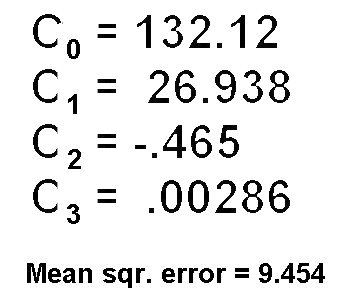 C₀ = 132.12
C₁ = 26.938
C₂ = -.465
C₃ = .00286
Mean sqr. error = 9.454